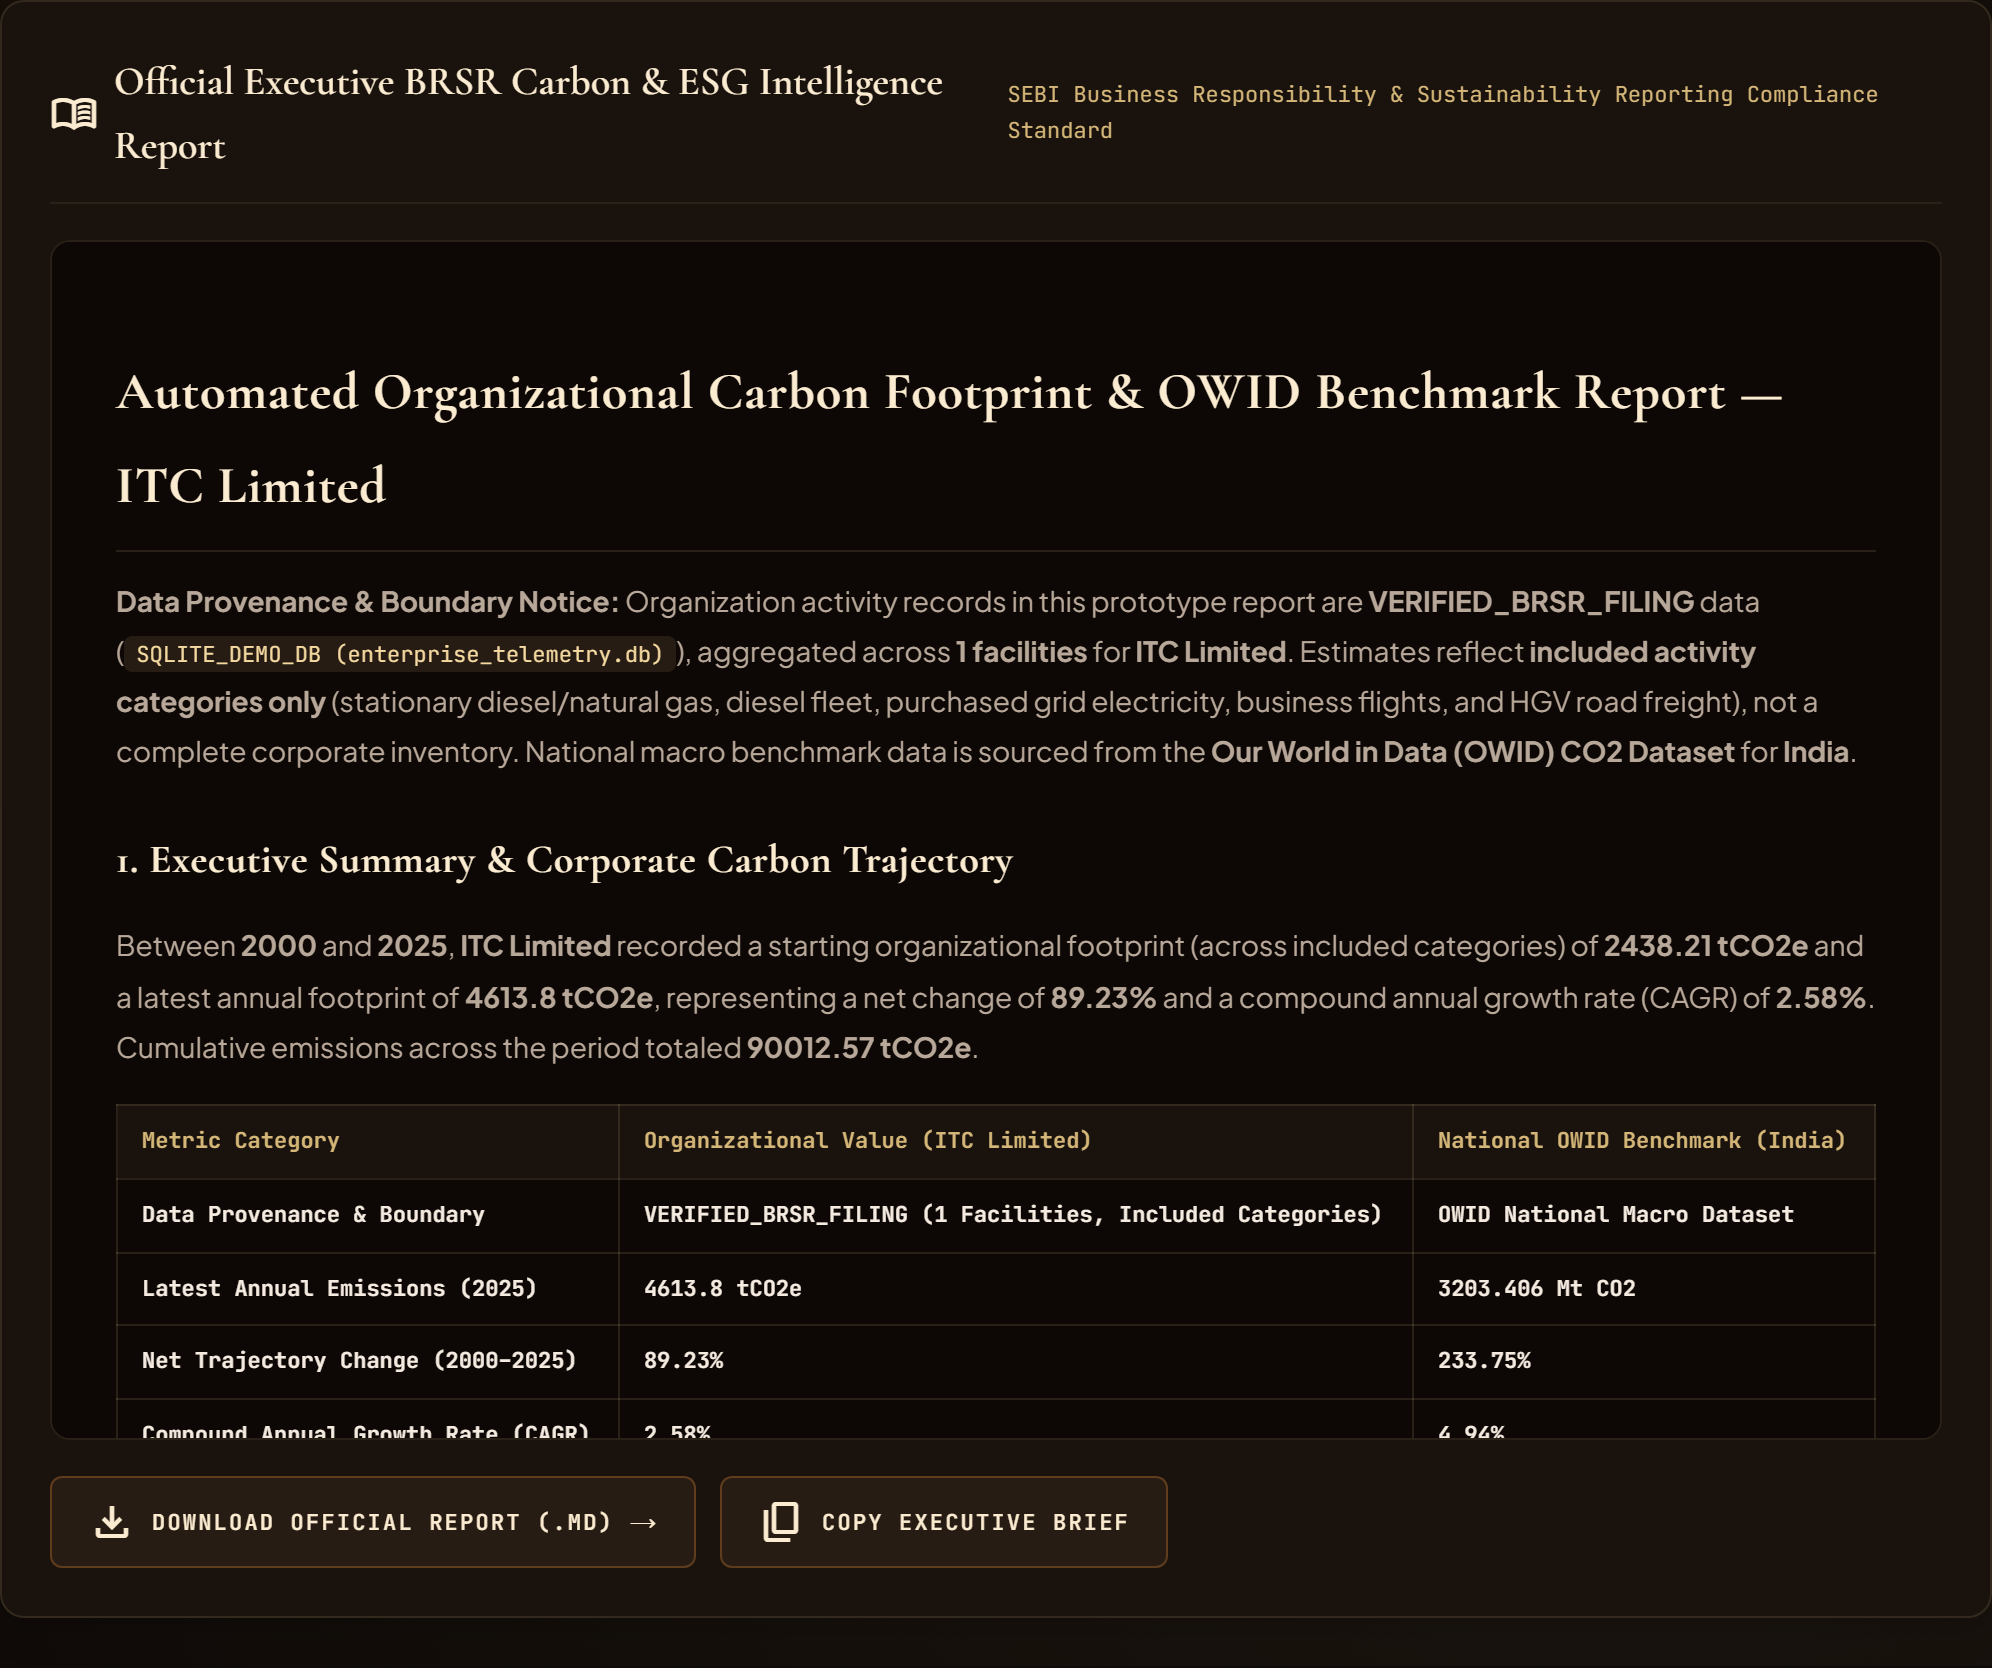 Official Executive BRSR Carbon & ESG Intelligence
Report
SEBI Business Responsibility & Sustainability Reporting Compliance
Standard
Automated Organizational Carbon Footprint & OWID Benchmark Report —
ITC Limited
Data Provenance & Boundary Notice: Organization activity records in this prototype report are VERIFIED_BRSR_FILING data
( SQLITE_DEMO_DB (enterprise_telemetry.db) ), aggregated across 1 facilities for ITC Limited. Estimates reflect included activity
categories only (stationary diesel/natural gas, diesel fleet, purchased grid electricity, business flights, and HGV road freight), not a
complete corporate inventory. National macro benchmark data is sourced from the Our World in Data (OWID) CO2 Dataset for India.
1. Executive Summary & Corporate Carbon Trajectory
Between 2000 and 2025, ITC Limited recorded a starting organizational footprint (across included categories) of 2438.21 tCO2e and
a latest annual footprint of 4613.8 tCO2e, representing a net change of 89.23% and a compound annual growth rate (CAGR) of 2.58%.
Cumulative emissions across the period totaled 90012.57 tCO2e.
Metric Category Organizational Value (ITC Limited) National OWID Benchmark (India)
Data Provenance & Boundary VERIFIED_BRSR_FILING (1 Facilities, Included Categories) OWID National Macro Dataset
Latest Annual Emissions (2025) 4613.8 tCO2e 3203.406 Mt CO2
Net Trajectory Change (2000-2025) 89.23% 233.75%
Compound Annual Growth Rate (CAGR) 2.58% 4.94%
DOWNLOAD OFFICIAL REPORT (.MD) →
COPY EXECUTIVE BRIEF